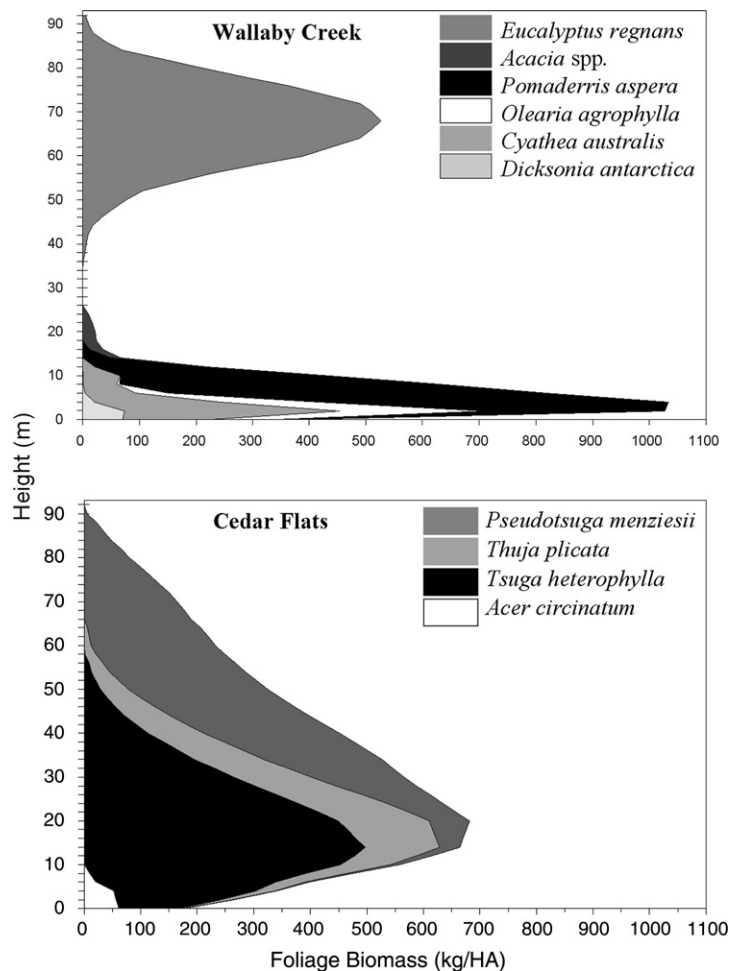 Wallaby Creek
Eucalyptus regnans
Acacia spp.
Pomaderris aspera
Olearia agrophylla
Cyathea australis
Dicksonia antarctica
90
80
70
60
50
40
30
20
10
0
0 100 200 300 400 500 600 700 800 900 1000 1100
Height (m)
Cedar Flats
Pseudotsuga menziesii
Thuja plicata
Tsuga heterophylla
Acer circinatum
90
80
70
60
50
40
30
20
10
0
0 100 200 300 400 500 600 700 800 900 1000 1100
Foliage Biomass (kg/HA)